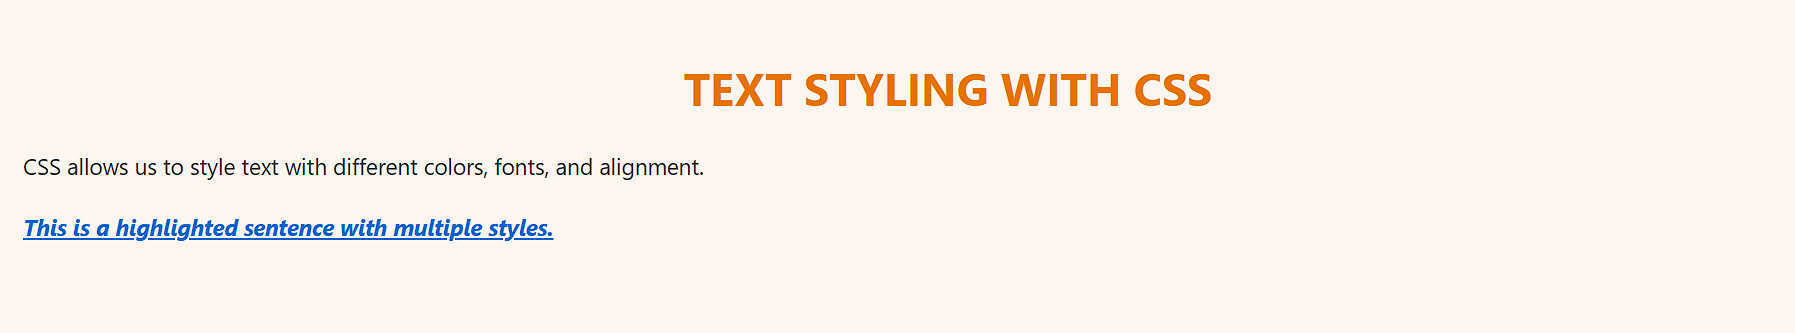 TEXT STYLING WITH CSS
CSS allows us to style text with different colors, fonts, and alignment.
This is a highlighted sentence with multiple styles.